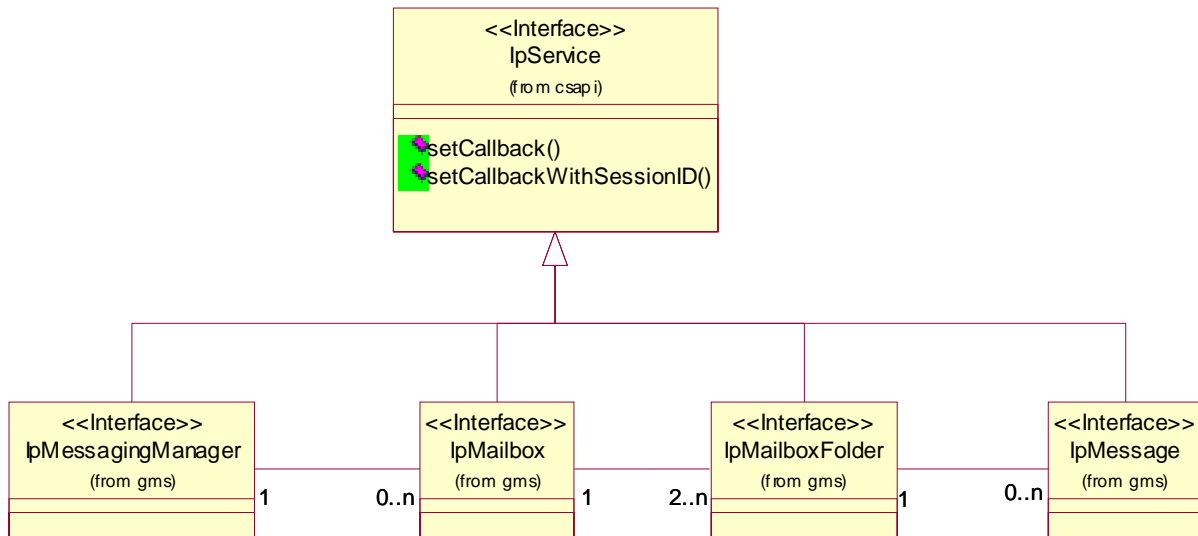 <<Interface>>
IpService
(from csapi)
setCallback()
setCallbackWithSessionID()
<<Interface>>
IpMessagingManager
(from gms)
<<Interface>>
IpMailbox
(from gms)
<<Interface>>
IpMailboxFolder
(from gms)
<<Interface>>
IpMessage
(from gms)
1
0..n
1
2..n
1
0..n